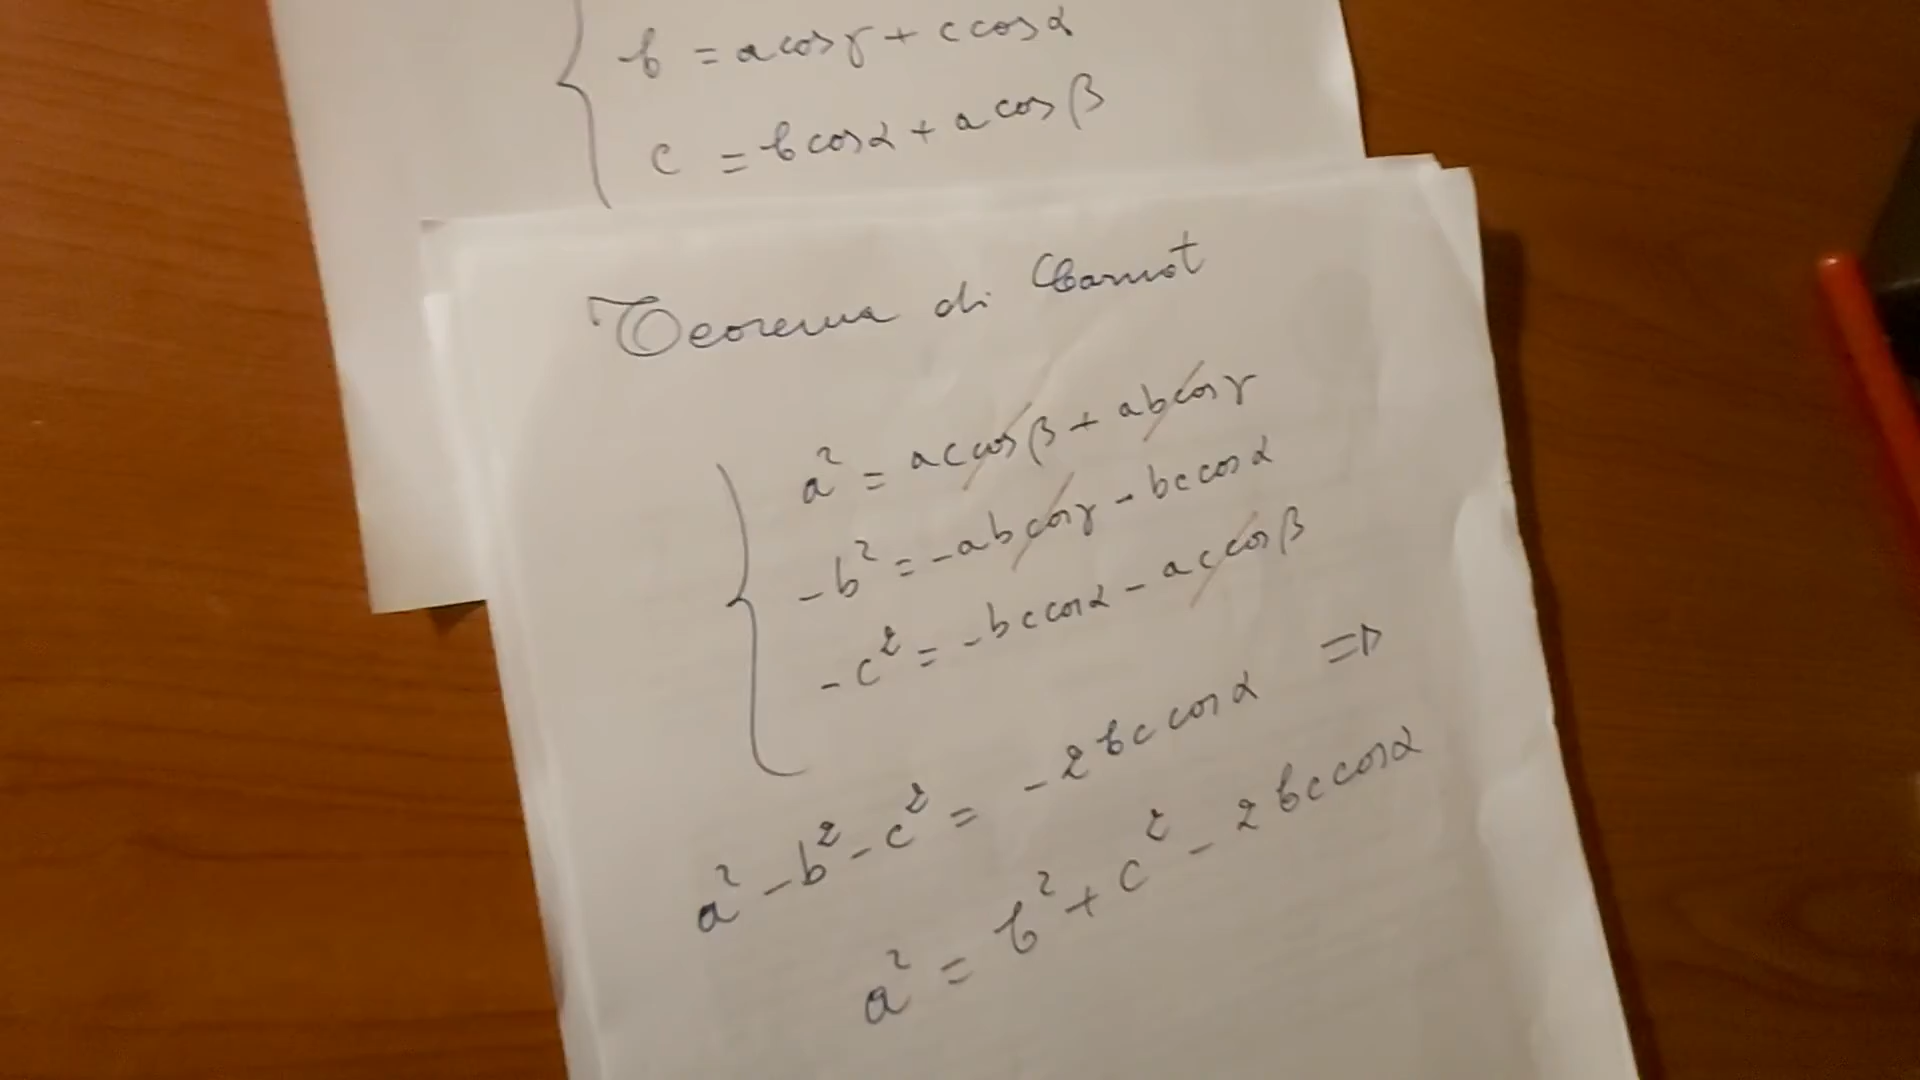 b = a cos γ + c cos α
c = b cos α + a cos β
Teorema di Carnot
a² = ac cos β + ab cos γ
-b² = -ab cos γ - bc cos α
-c² = -bc cos α - ac cos β
a² - b² - c² = -2bc cos α ⇒
a² = b² + c² - 2bc cos α